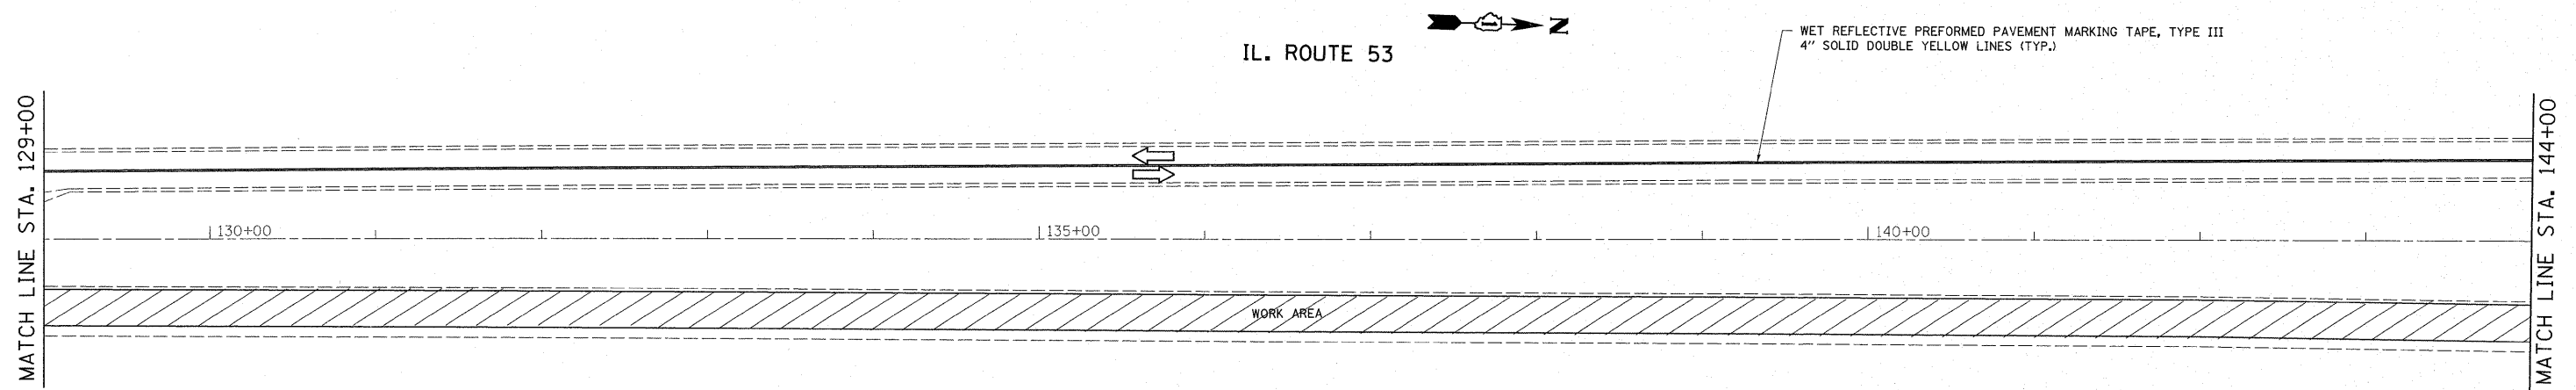 N
IL. ROUTE 53
WET REFLECTIVE PREFORMED PAVEMENT MARKING TAPE, TYPE III
4" SOLID DOUBLE YELLOW LINES (TYP.)
MATCH LINE STA. 129+00
130+00
135+00
140+00
WORK AREA
MATCH LINE STA. 144+00